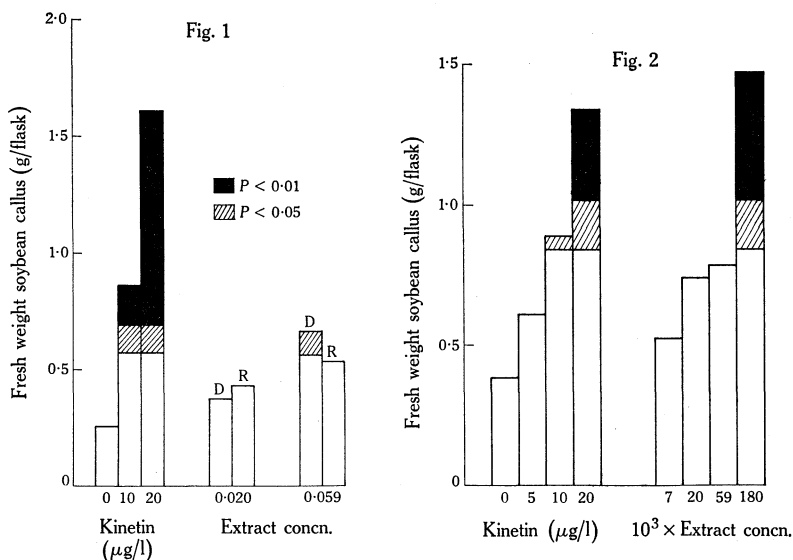 Fig. 1
2·0
1·5
1·0
0·5
0
Fresh weight soybean callus (g/flask)
P < 0·01
P < 0·05
D
R
D
R
0 10 20
0·020
0·059
Kinetin
(μg/l)
Extract concn.
Fig. 2
1·5
1·0
0·5
0
Fresh weight soybean callus (g/flask)
0 5 10 20
7 20 59 180
Kinetin (μg/l)
10³ × Extract concn.